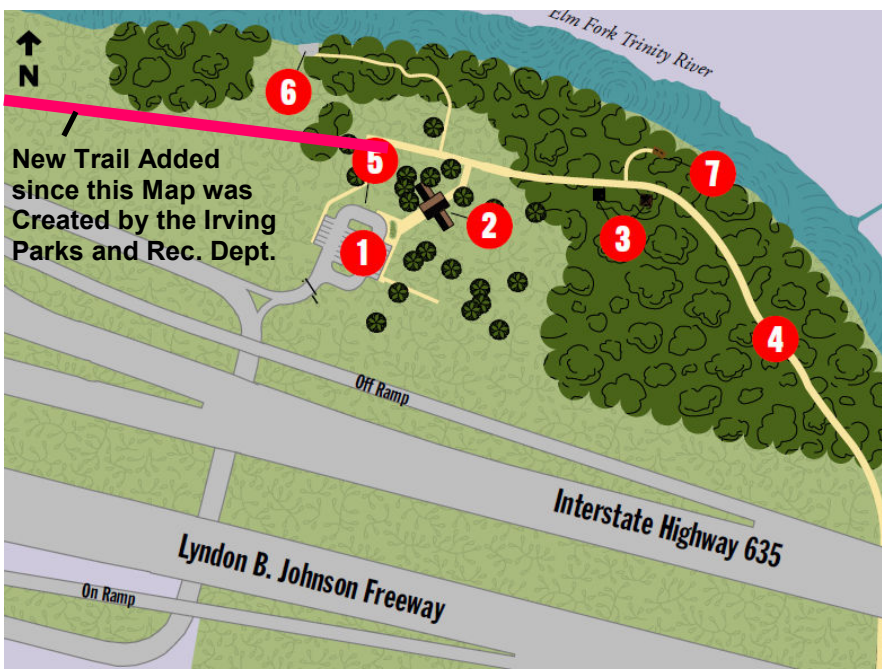 Elm Fork Trinity River
N
6
7
New Trail Added
since this Map was
Created by the Irving
Parks and Rec. Dept.
5
2
3
1
4
Off Ramp
Interstate Highway 635
Lyndon B. Johnson Freeway
On Ramp